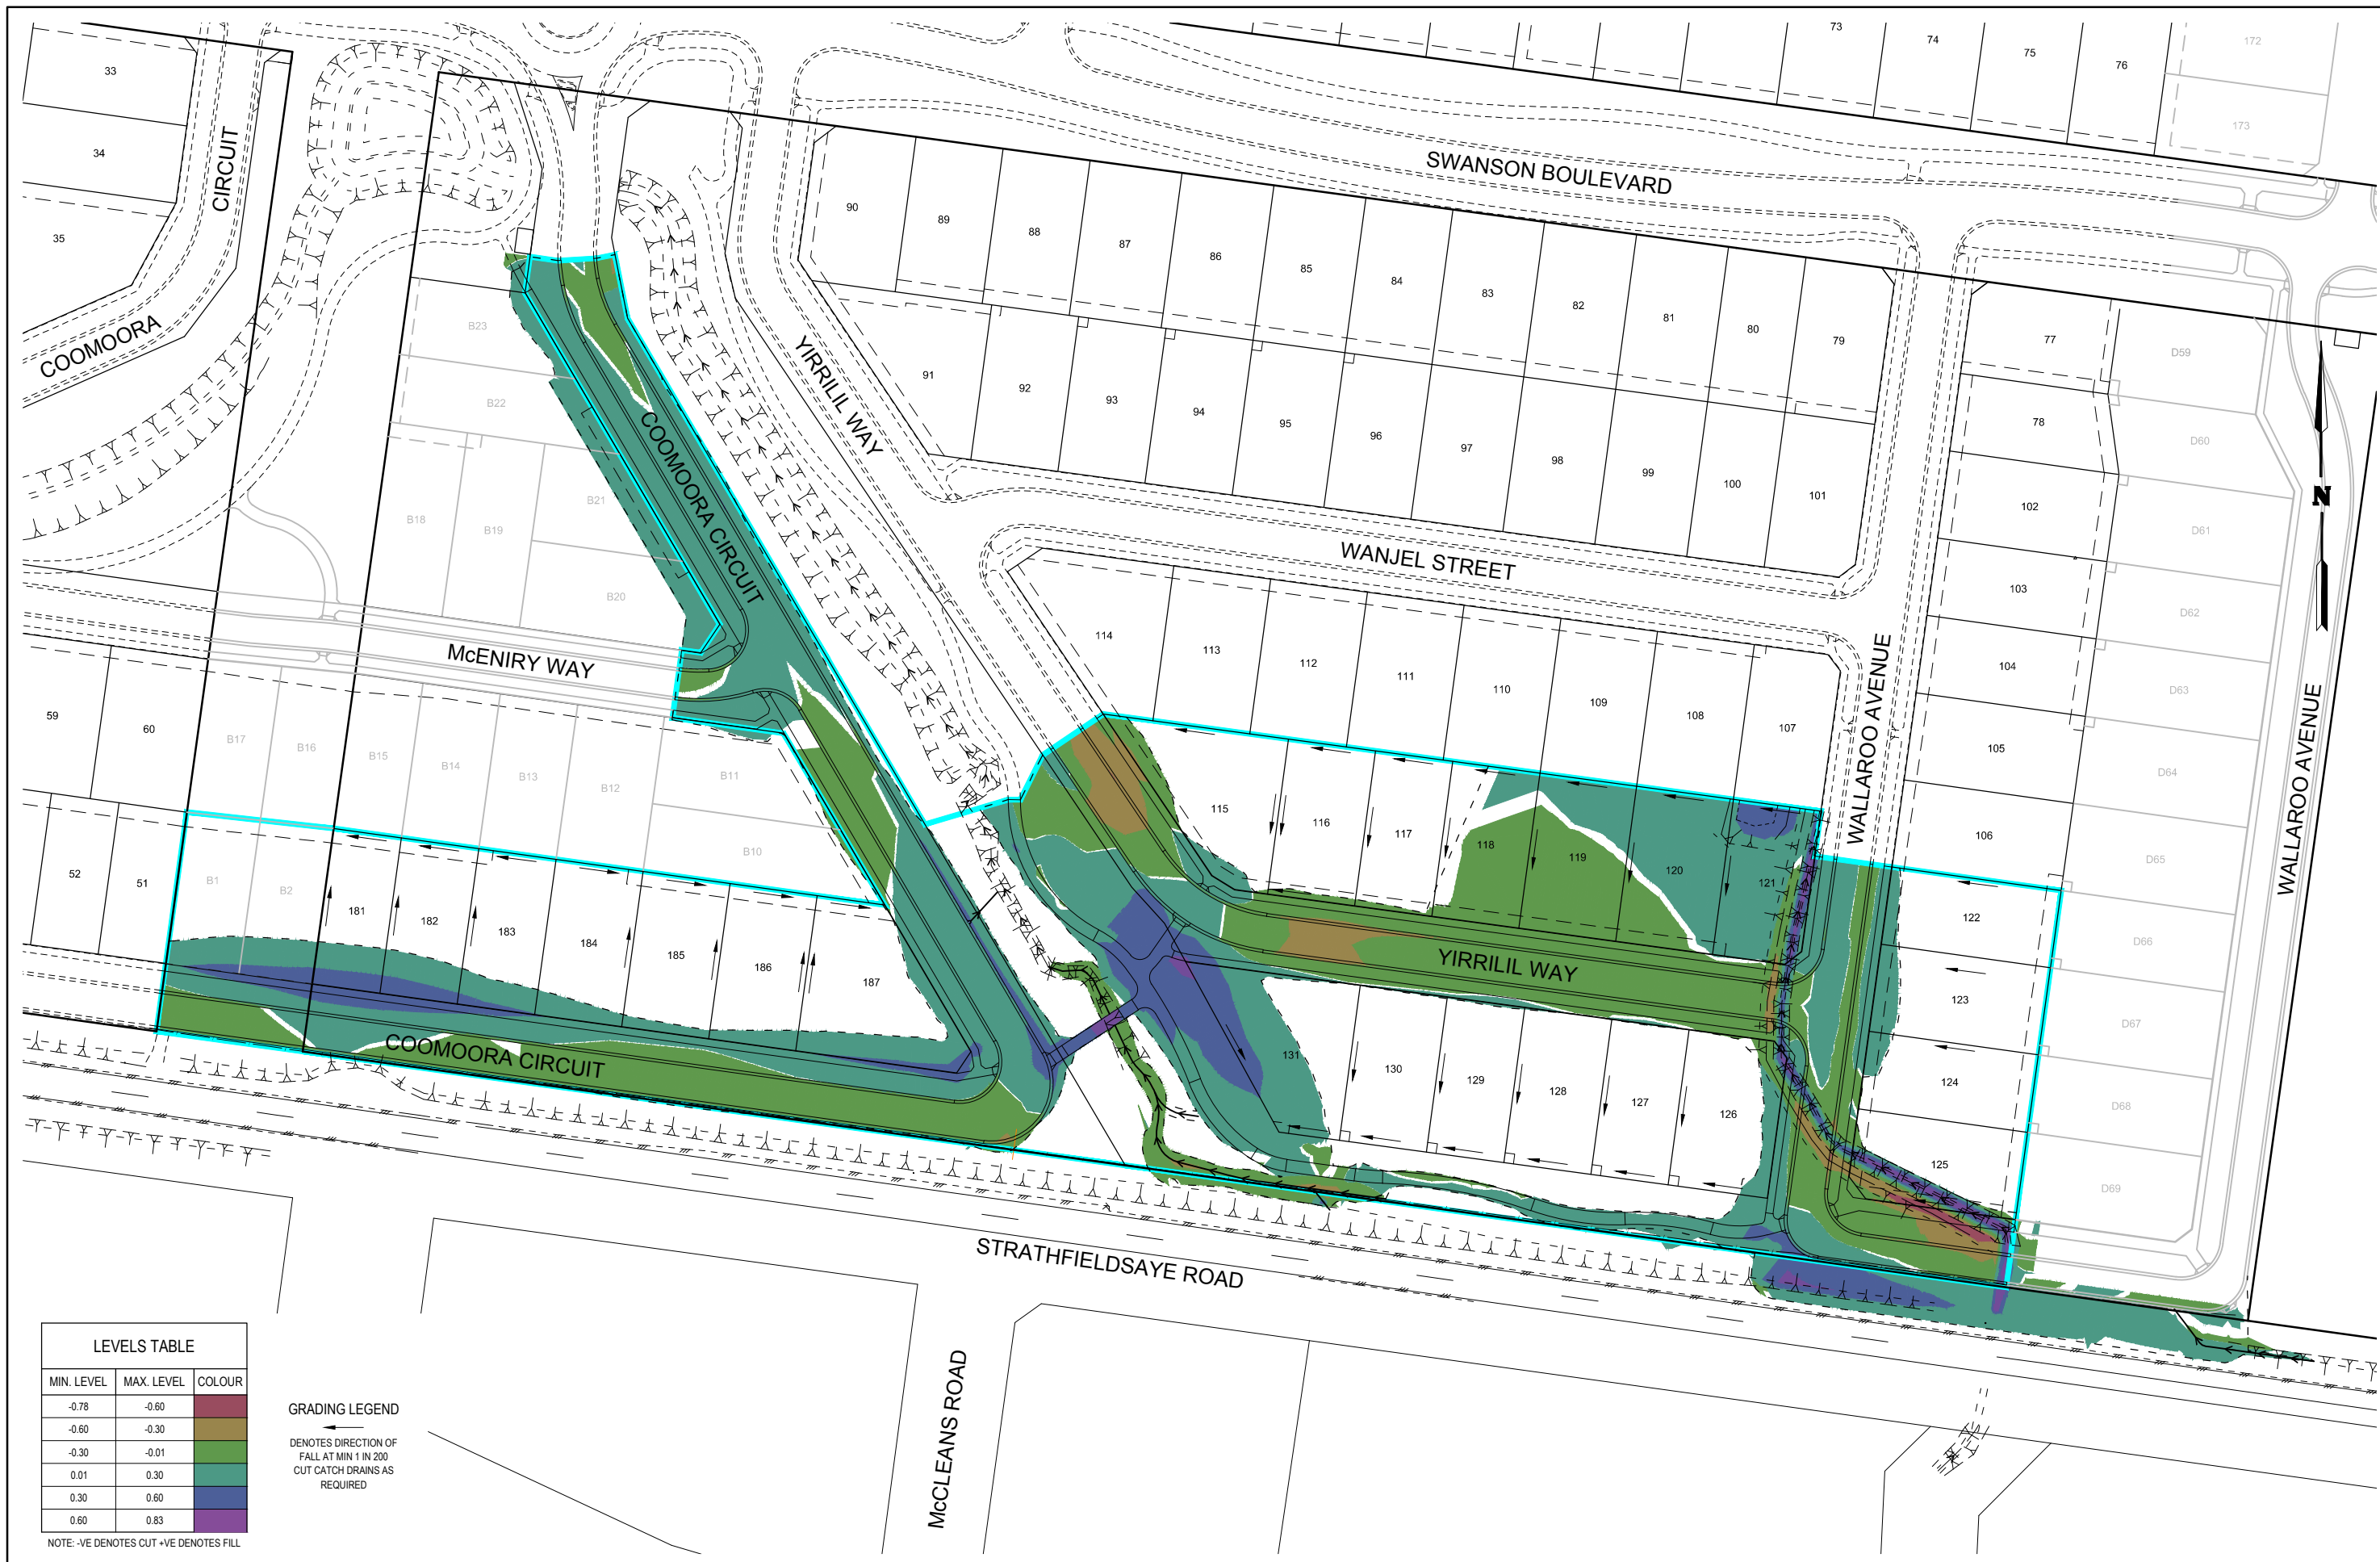 33
34
35
CIRCUIT
COOMOORA
73
74
75
76
172
173
SWANSON BOULEVARD
90
89
88
87
86
85
84
83
82
81
80
79
77
78
D59
D60
D61
D62
D63
D64
D65
D66
D67
D68
D69
N
91
92
93
94
95
96
97
98
99
100
101
102
103
104
105
106
YIRRILIL WAY
WANJEL STREET
WALLAROO AVENUE
WALLAROO AVENUE
B23
B22
B21
B20
B19
B18
COOMOORA CIRCUIT
McENIRY WAY
114
113
112
111
110
109
108
107
59
60
B17
B16
B15
B14
B13
B12
B11
B10
52
51
B1
B2
181
182
183
184
185
186
187
115
116
117
118
119
120
121
122
123
124
125
YIRRILIL WAY
131
130
129
128
127
126
COOMOORA CIRCUIT
STRATHFIELDSAYE ROAD
McCLEANS ROAD
LEVELS TABLE
MIN. LEVEL MAX. LEVEL COLOUR
-0.78 -0.60
-0.60 -0.30
-0.30 -0.01
0.01 0.30
0.30 0.60
0.60 0.83
NOTE: -VE DENOTES CUT +VE DENOTES FILL
GRADING LEGEND
DENOTES DIRECTION OF
FALL AT MIN 1 IN 200
CUT CATCH DRAINS AS
REQUIRED